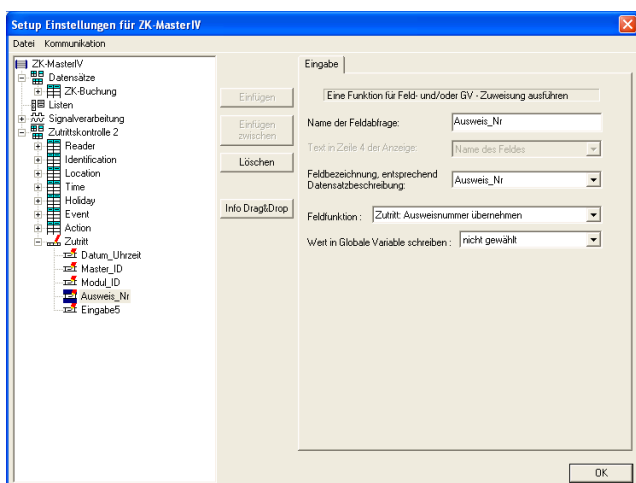 Setup Einstellungen für ZK-MasterIV
Datei Kommunikation
ZK-MasterIV
Datensätze
ZK-Buchung
Listen
Signalverarbeitung
Zutrittskontrolle 2
Reader
Identification
Location
Time
Holiday
Event
Action
Zutritt
Datum_Uhrzeit
Master_ID
Modul_ID
Ausweis_Nr
Eingabe5
Einfügen
Einfügen
zwischen
Löschen
Info Drag&Drop
Eingabe
Eine Funktion für Feld- und/oder GV - Zuweisung ausführen
Name der Feldabfrage: Ausweis_Nr
Text in Zeile 4 der Anzeige: Name des Feldes
Feldbezeichnung, entsprechend
Datensatzbeschreibung: Ausweis_Nr
Feldfunktion : Zutritt: Ausweisnummer übernehmen
Wert in Globale Variable schreiben : nicht gewählt
OK